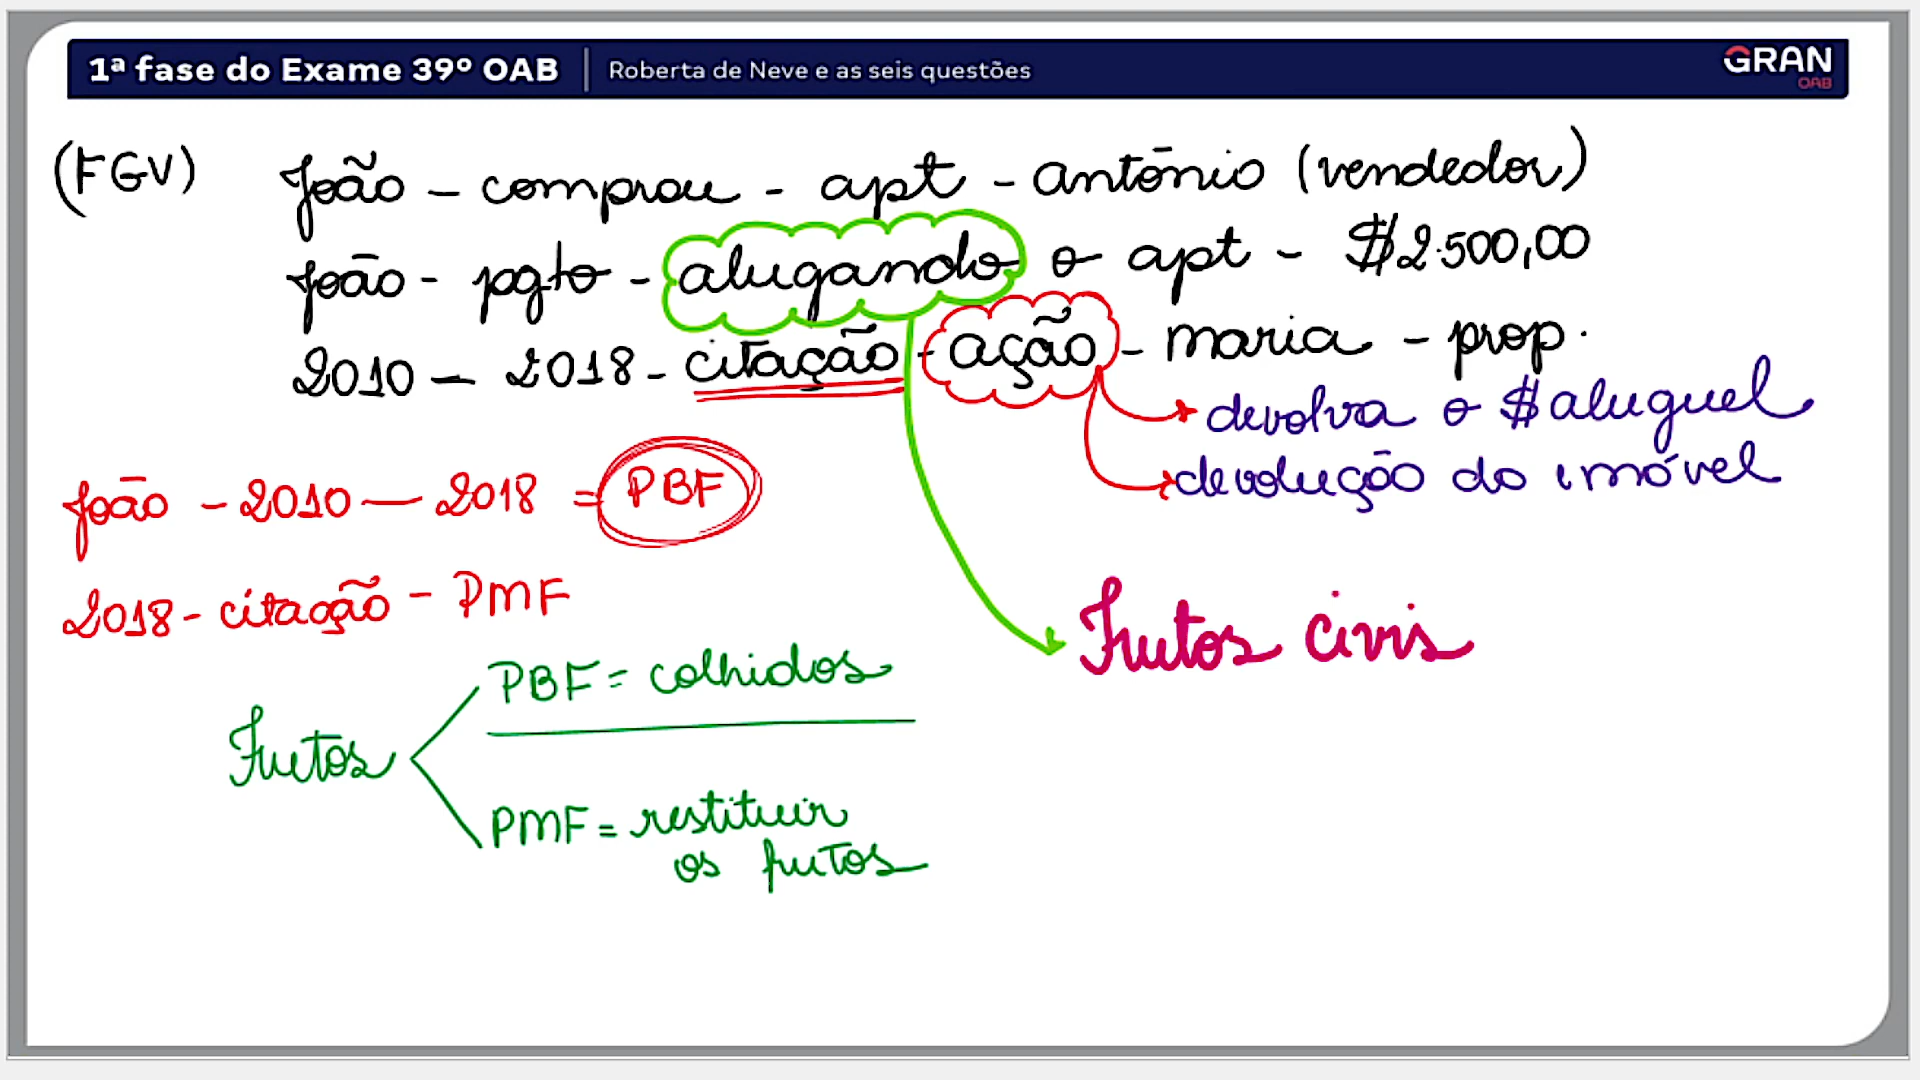 1ª fase do Exame 39º OAB | Roberta de Neve e as seis questões
GRAN
OAB
(FGV) João - comprou - apt - Antônio (vendedor)
João - pgto - alugando o apt - $2.500,00
2010 - 2018 - citação - ação - maria - prop.
devolva o $ aluguel
devolução do imóvel
João - 2010 - 2018 = PBF
2018 - citação - PMF
Frutos civis
Frutos
PBF = colhidos
PMF = restituir
os frutos